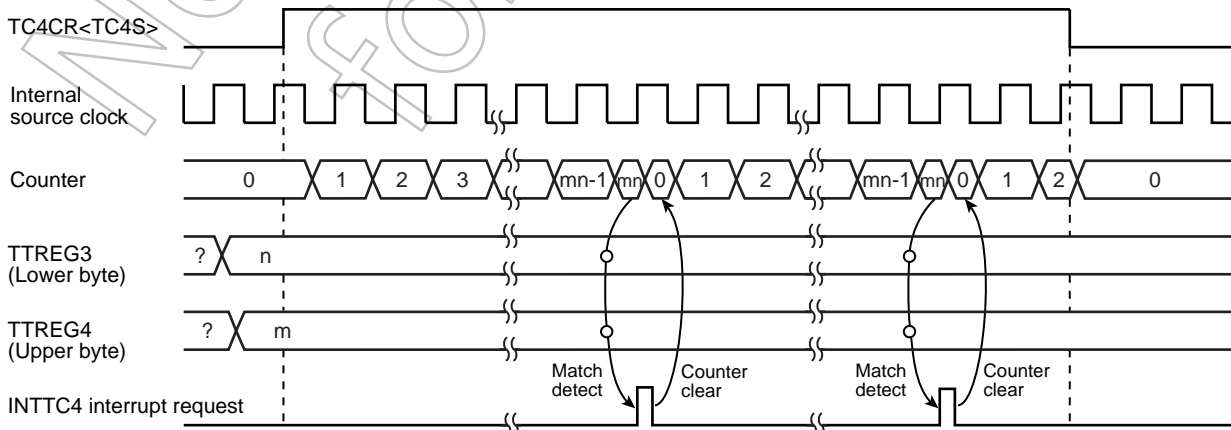 TC4CR<TC4S>
Internal
source clock
Counter
0 1 2 3 mn-1 mn 0 1 2 mn-1 mn 0 1 2 0
TTREG3
(Lower byte)
? n
TTREG4
(Upper byte)
? m
Match
detect
Counter
clear
Match
detect
Counter
clear
INTTC4 interrupt request